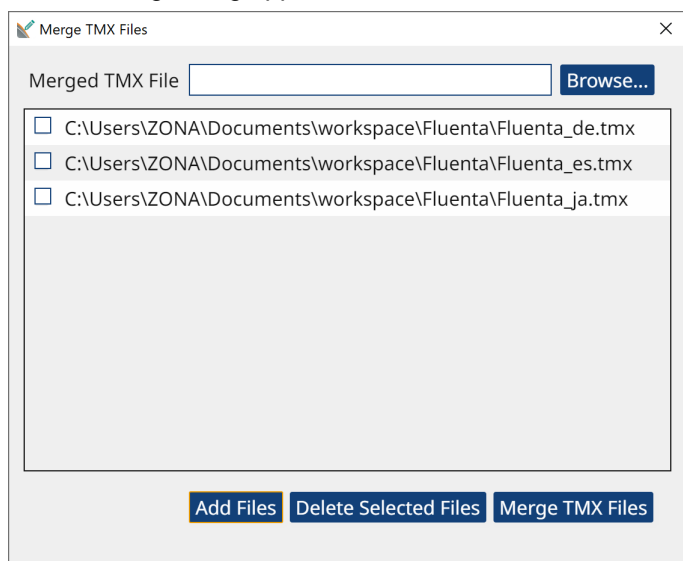 Merge TMX Files
Merged TMX File Browse...
C:\Users\ZONA\Documents\workspace\Fluenta\Fluenta_de.tmx
C:\Users\ZONA\Documents\workspace\Fluenta\Fluenta_es.tmx
C:\Users\ZONA\Documents\workspace\Fluenta\Fluenta_ja.tmx
Add Files Delete Selected Files Merge TMX Files